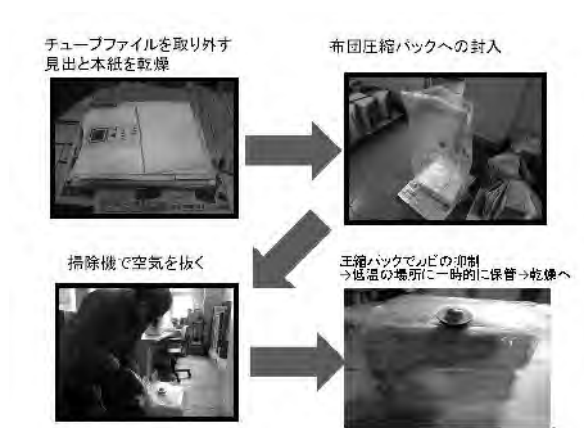 チューブファイルを取り外す
見出と本紙を乾燥
布団圧縮パックへの封入
掃除機で空気を抜く
圧縮パックでカビの抑制
→低温の場所に一時的に保管→乾燥へ